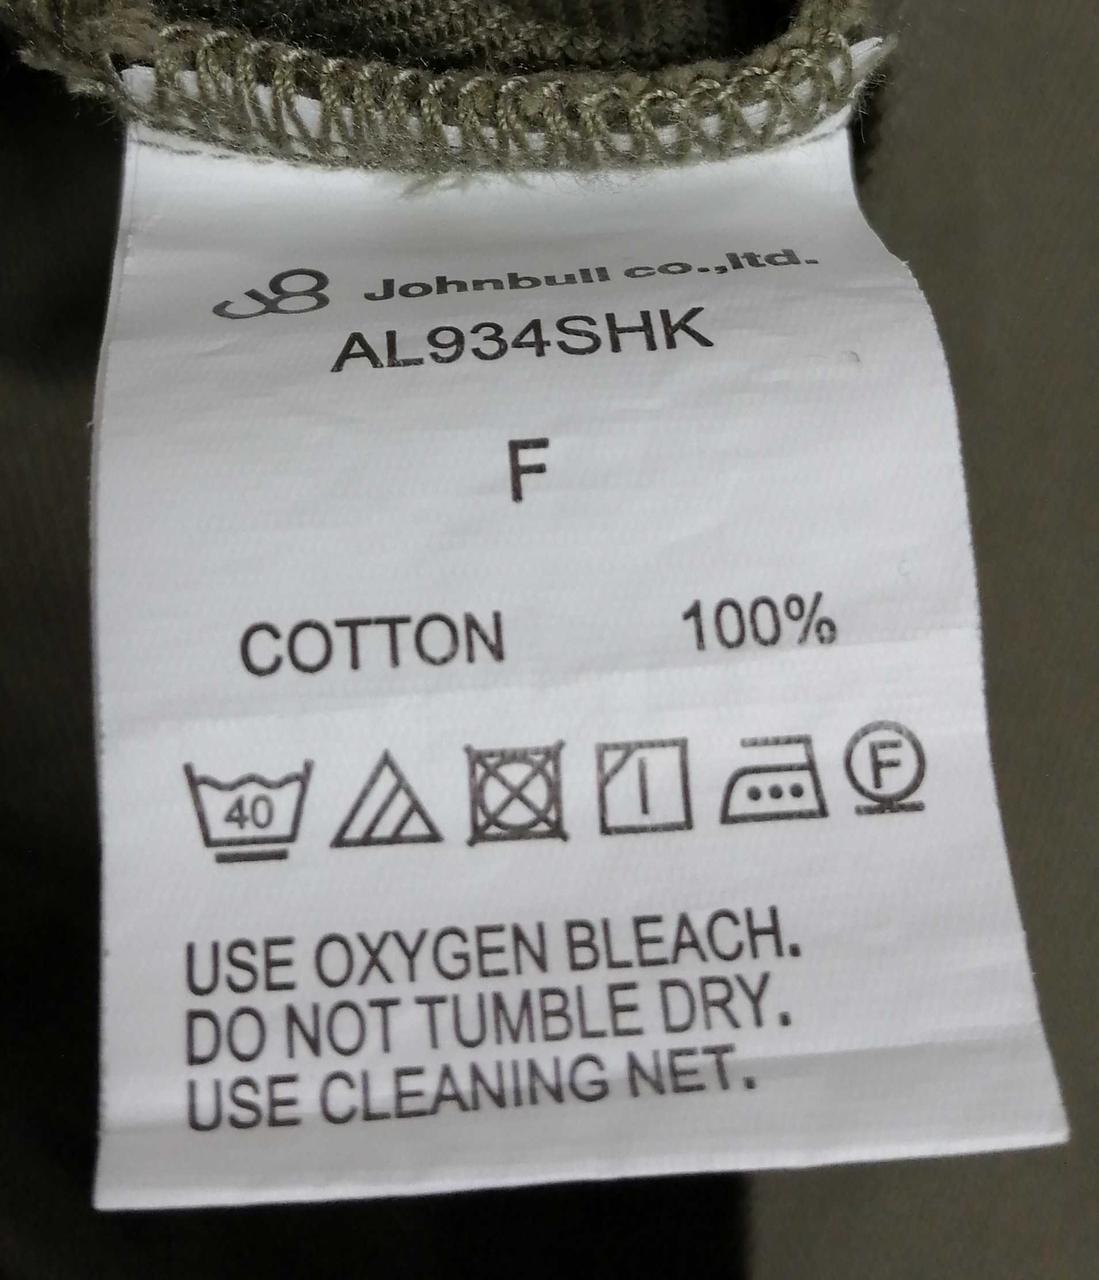 Johnbull co.,ltd.
AL934SHK
F
COTTON 100%
40 F
USE OXYGEN BLEACH.
DO NOT TUMBLE DRY.
USE CLEANING NET.